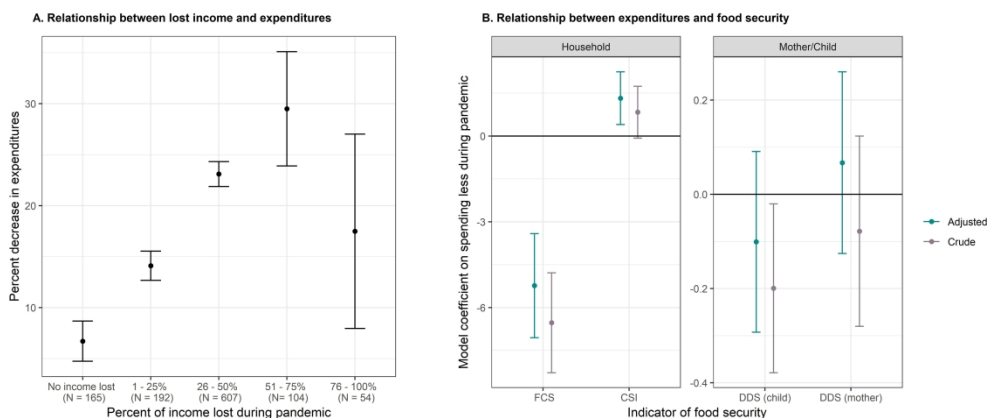 A. Relationship between lost income and expenditures
Percent decrease in expenditures
30
20
10
No income lost
(N = 165)
1 - 25%
(N = 192)
26 - 50%
(N = 607)
51 - 75%
(N= 104)
76 - 100%
(N = 54)
Percent of income lost during pandemic
B. Relationship between expenditures and food security
Household
Mother/Child
Model coefficient on spending less during pandemic
0
-3
-6
0.2
0.0
-0.2
-0.4
FCS
CSI
DDS (child)
DDS (mother)
Indicator of food security
Adjusted
Crude